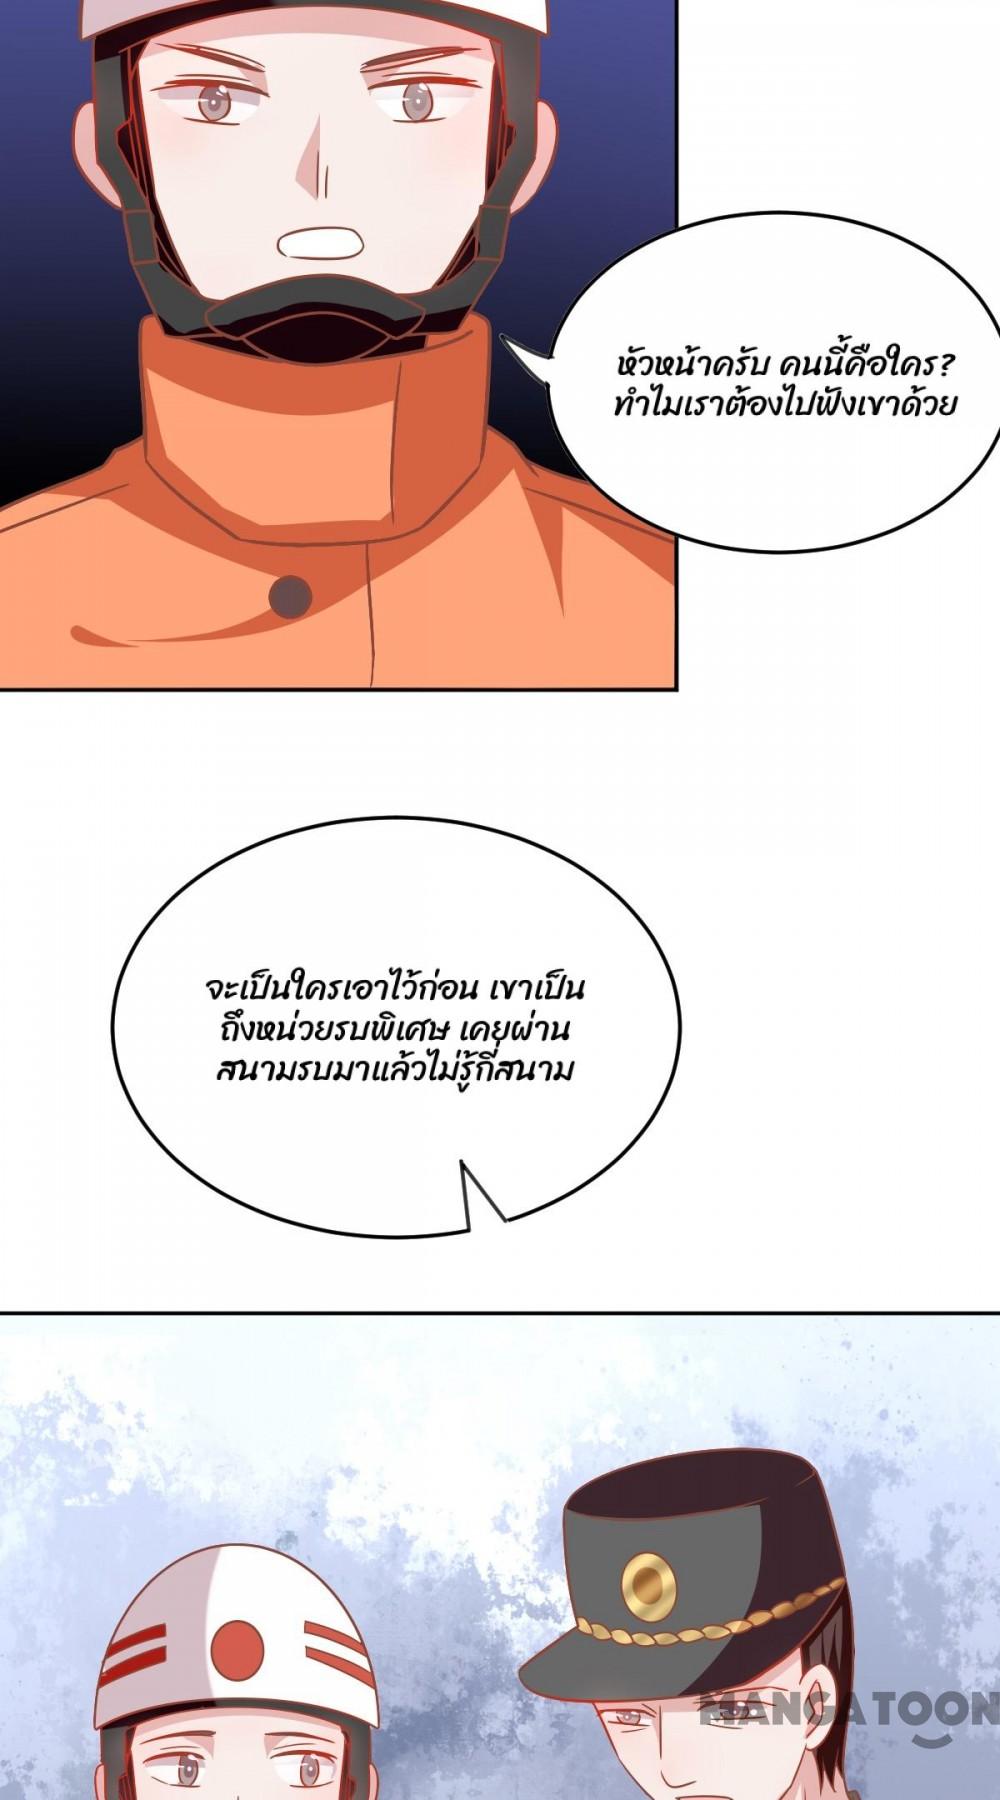 หัวหน้าครับ คนนี้คือใคร?
ทำไมเราต้องไปฟังเขาด้วย
จะเป็นใครเอาไว้ก่อน เขาเป็น
ถึงหน่วยรบพิเศษ เคยผ่าน
สนามรบมาแล้วไม่รู้กี่สนาม
MANGATOON